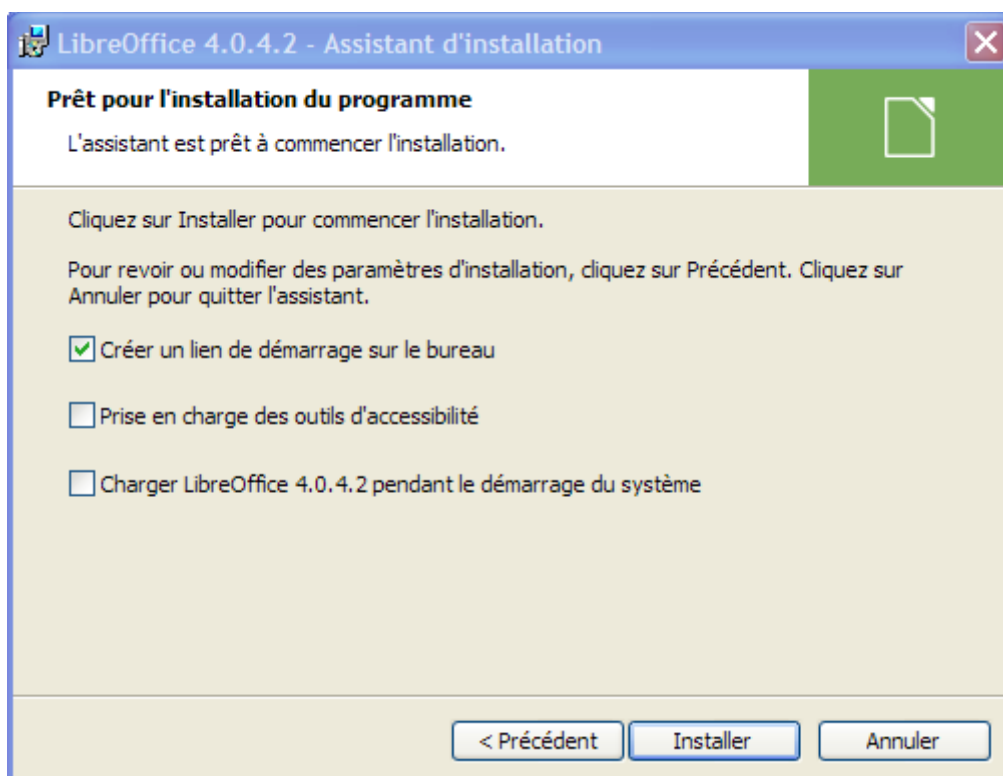 LibreOffice 4.0.4.2 - Assistant d'installation
Prêt pour l'installation du programme
L'assistant est prêt à commencer l'installation.
Cliquez sur Installer pour commencer l'installation.
Pour revoir ou modifier des paramètres d'installation, cliquez sur Précédent. Cliquez sur
Annuler pour quitter l'assistant.
Créer un lien de démarrage sur le bureau
Prise en charge des outils d'accessibilité
Charger LibreOffice 4.0.4.2 pendant le démarrage du système
< Précédent
Installer
Annuler